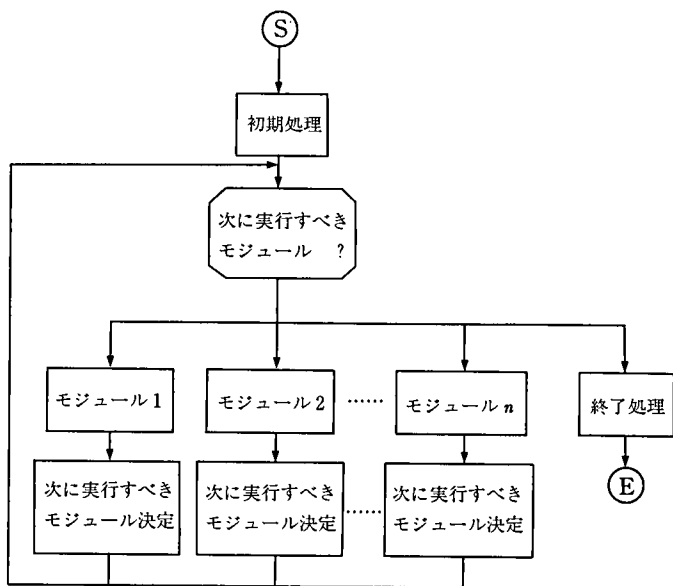 S
初期処理
次に実行すべき
モジュール ?
モジュール1
モジュール2
……
モジュールn
終了処理
次に実行すべき
モジュール決定
次に実行すべき
モジュール決定
……
次に実行すべき
モジュール決定
E